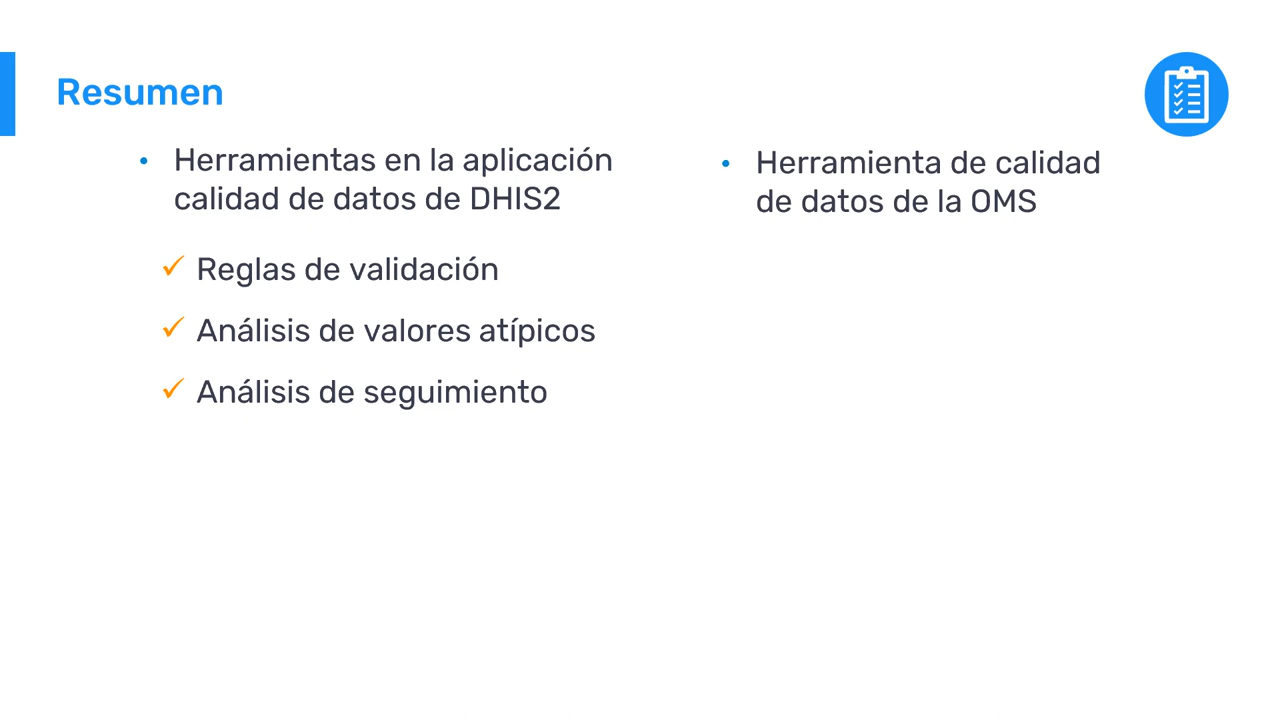 Resumen
• Herramientas en la aplicación
calidad de datos de DHIS2
✓ Reglas de validación
✓ Análisis de valores atípicos
✓ Análisis de seguimiento
• Herramienta de calidad
de datos de la OMS